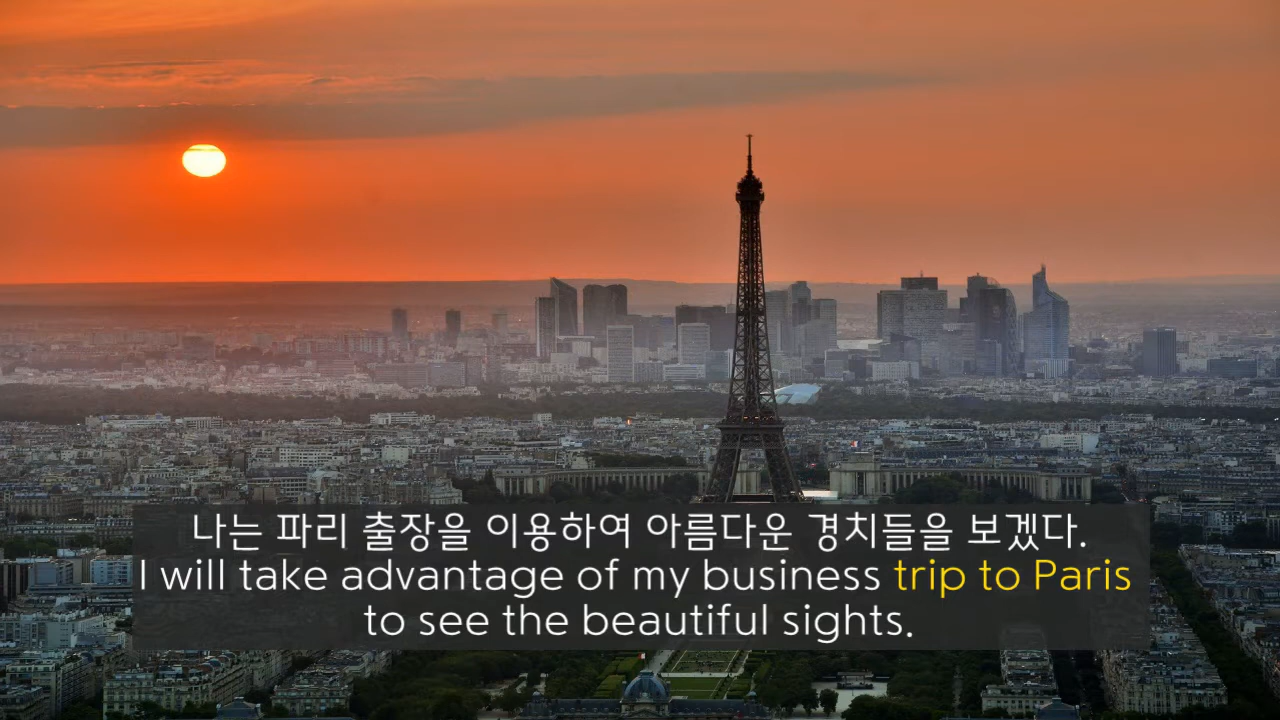 나는 파리 출장을 이용하여 아름다운 경치들을 보겠다.
I will take advantage of my business trip to Paris
to see the beautiful sights.